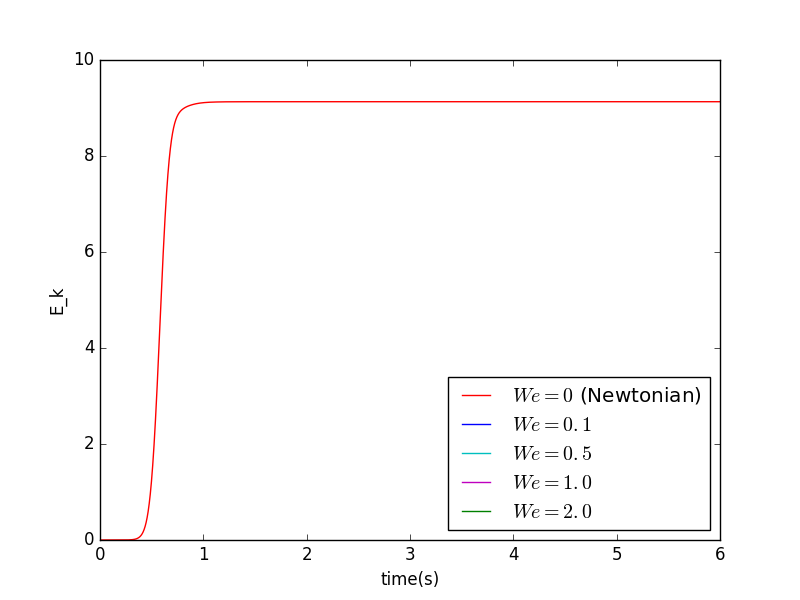 10
8
6
4
2
0
E_k
0 1 2 3 4 5 6
time(s)
We = 0 (Newtonian)
We = 0.1
We = 0.5
We = 1.0
We = 2.0